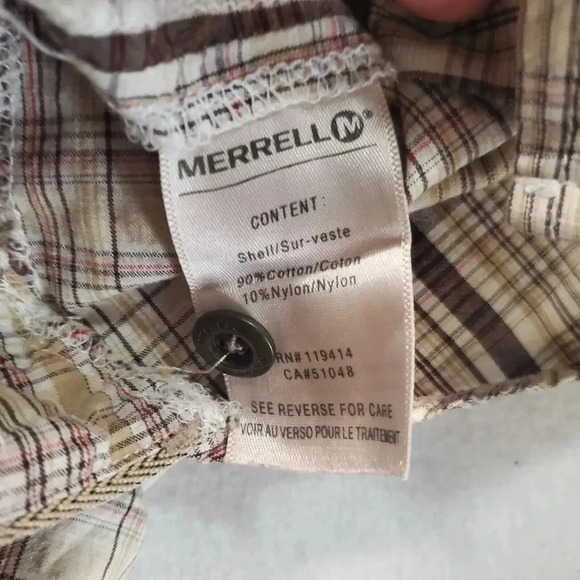 MERRELL M®
CONTENT:
Shell/Sur-veste
90%Cotton/Coton
10%Nylon/Nylon
RN# 119414
CA#51048
SEE REVERSE FOR CARE
VOIR AU VERSO POUR LE TRAITEMENT